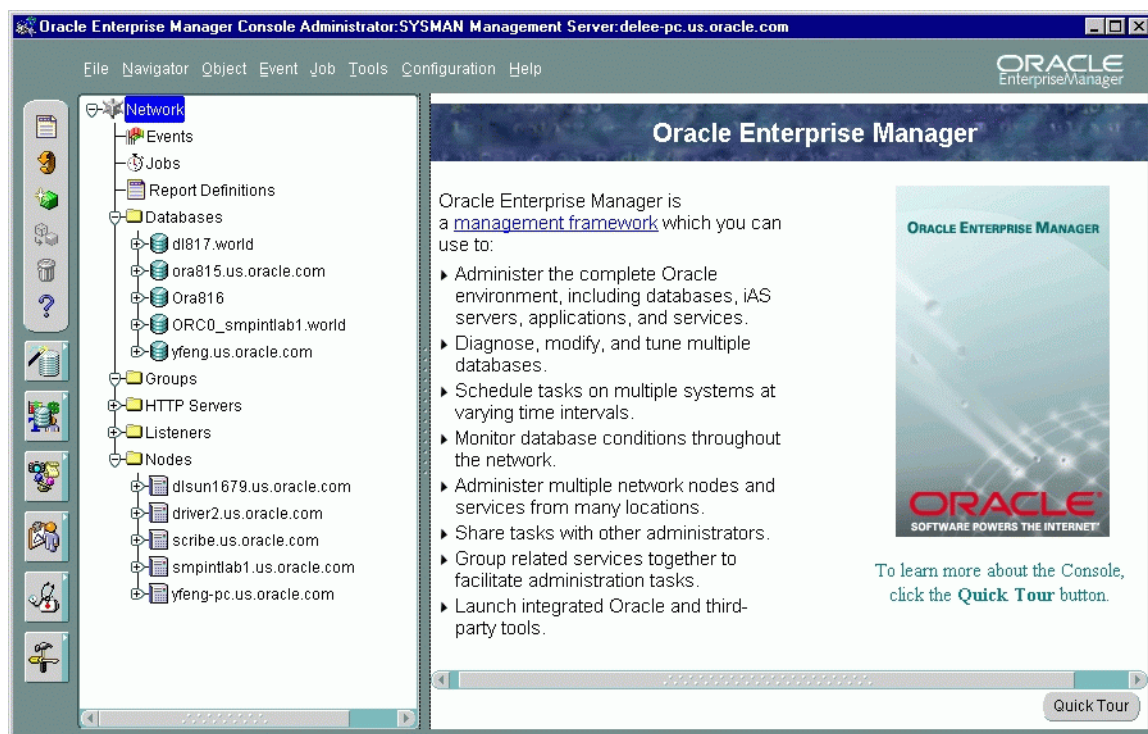 Oracle Enterprise Manager Console Administrator:SYSMAN Management Server:delee-pc.us.oracle.com
File Navigator Object Event Job Tools Configuration Help
ORACLE
EnterpriseManager
Network
Events
Jobs
Report Definitions
Databases
dl817.world
ora815.us.oracle.com
Ora816
ORC0_smpintlab1.world
yfeng.us.oracle.com
Groups
HTTP Servers
Listeners
Nodes
dlsun1679.us.oracle.com
driver2.us.oracle.com
scribe.us.oracle.com
smpintlab1.us.oracle.com
yfeng-pc.us.oracle.com
Oracle Enterprise Manager
Oracle Enterprise Manager is
a management framework which you can
use to:
Administer the complete Oracle
environment, including databases, iAS
servers, applications, and services.
Diagnose, modify, and tune multiple
databases.
Schedule tasks on multiple systems at
varying time intervals.
Monitor database conditions throughout
the network.
Administer multiple network nodes and
services from many locations.
Share tasks with other administrators.
Group related services together to
facilitate administration tasks.
Launch integrated Oracle and third-
party tools.
ORACLE ENTERPRISE MANAGER
ORACLE®
SOFTWARE POWERS THE INTERNET™
To learn more about the Console,
click the Quick Tour button.
Quick Tour